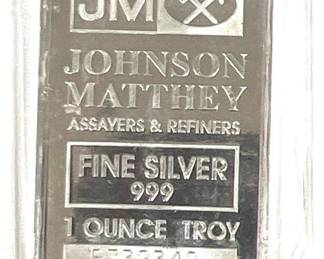 JM
JOHNSON
MATTHEY
ASSAYERS & REFINERS
FINE SILVER
999
1 OUNCE TROY